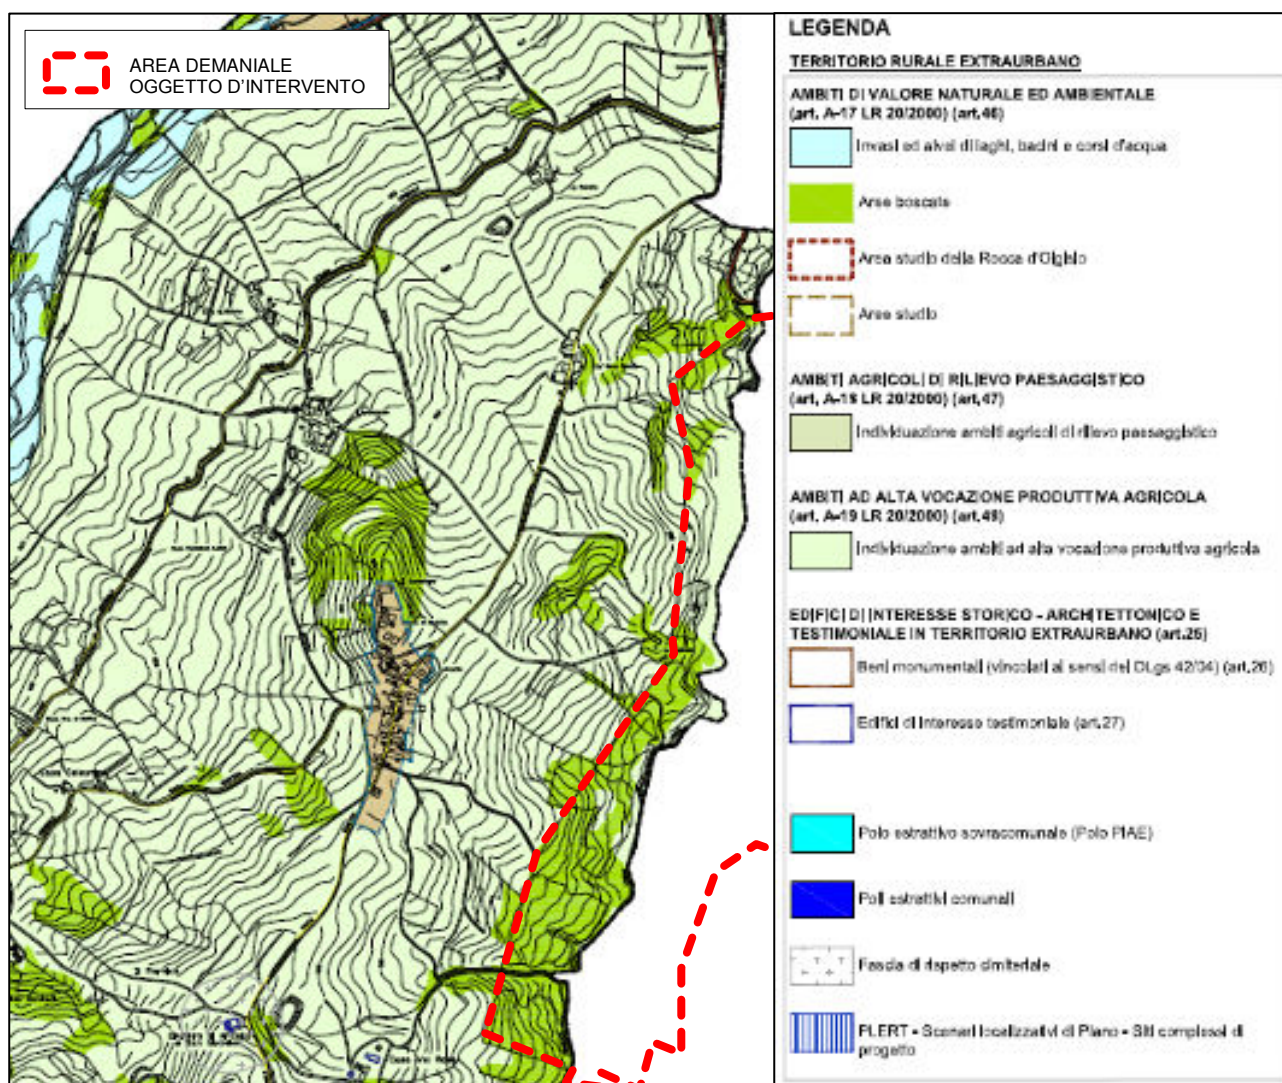 AREA DEMANIALE
OGGETTO D'INTERVENTO
LEGENDA
TERRITORIO RURALE EXTRAURBANO
AMBITI DI VALORE NATURALE ED AMBIENTALE
(art. A-17 LR 20/2000) (art.46)
Invasi ed alvei di laghi, bacini e corsi d'acqua
Aree boscate
Area studio della Rocca d'Olgisio
Aree studio
AMBITI AGRICOLI DI RILIEVO PAESAGGISTICO
(art. A-18 LR 20/2000) (art.47)
Individuazione ambiti agricoli di rilievo paesaggistico
AMBITI AD ALTA VOCAZIONE PRODUTTIVA AGRICOLA
(art. A-19 LR 20/2000) (art.48)
Individuazione ambiti ad alta vocazione produttiva agricola
EDIFICI DI INTERESSE STORICO - ARCHITETTONICO E
TESTIMONIALE IN TERRITORIO EXTRAURBANO (art.25)
Beni monumentali (vincolati ai sensi del DLgs 42/04) (art.26)
Edifici di interesse testimoniale (art.27)
Polo estrattivo sovracomunale (Polo PIAE)
Poli estrattivi comunali
Fascia di rispetto cimiteriale
PLERT - Scenari localizzativi di Piano - Siti complessi di
progetto